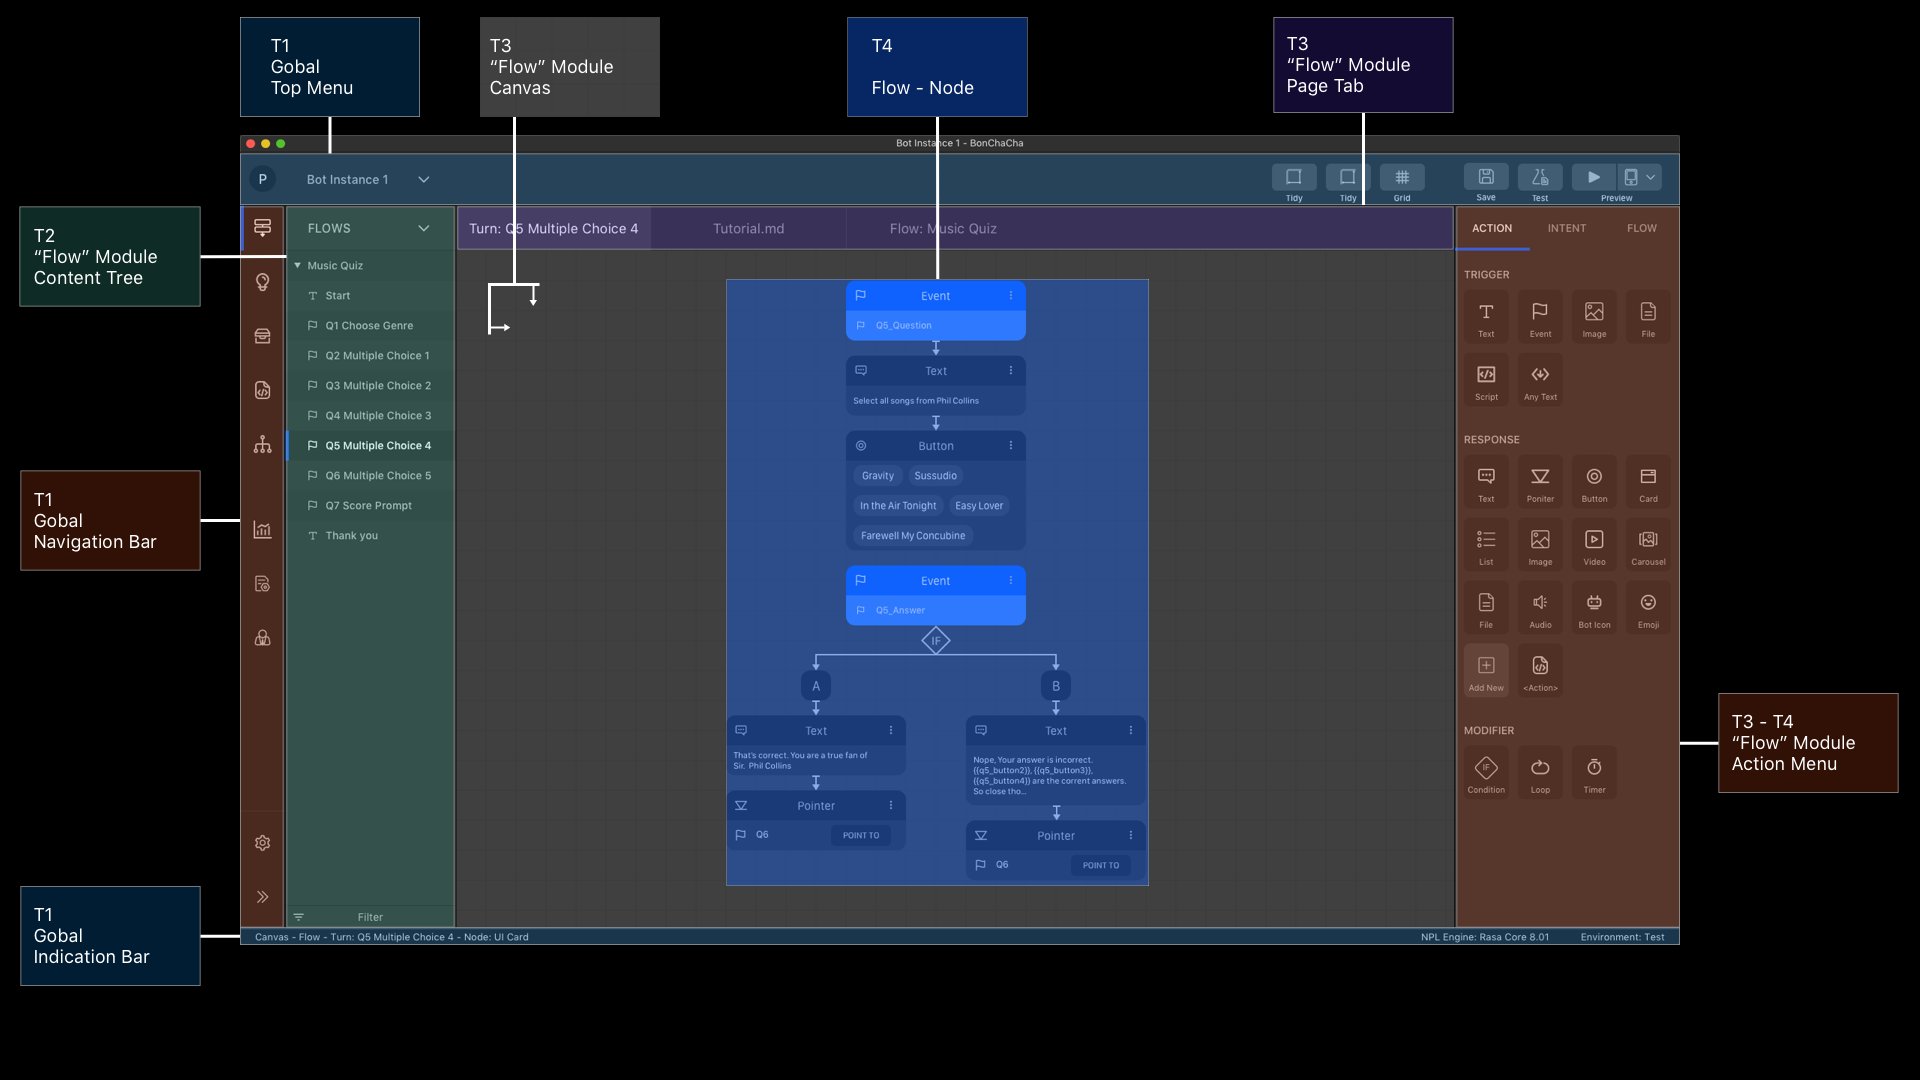 T1
Gobal
Top Menu
T3
“Flow” Module
Canvas
T4
Flow - Node
T3
“Flow” Module
Page Tab
T2
“Flow” Module
Content Tree
T1
Gobal
Navigation Bar
T1
Gobal
Indication Bar
T3 - T4
“Flow” Module
Action Menu
Bot Instance 1 - BonChaCha
P
Bot Instance 1
Tidy
Tidy
Grid
Save
Test
Preview
FLOWS
Music Quiz
Start
Q1 Choose Genre
Q2 Multiple Choice 1
Q3 Multiple Choice 2
Q4 Multiple Choice 3
Q5 Multiple Choice 4
Q6 Multiple Choice 5
Q7 Score Prompt
Thank you
Filter
Turn: Q5 Multiple Choice 4
Tutorial.md
Flow: Music Quiz
Event
Q5_Question
Text
Select all songs from Phil Collins
Button
Gravity
Sussudio
In the Air Tonight
Easy Lover
Farewell My Concubine
Event
Q5_Answer
IF
A
B
Text
That's correct. You are a true fan of
Sir. Phil Collins
Pointer
Q6
POINT TO
Text
Nope, Your answer is incorrect.
{{q5_button2}}, {{q5_button3}},
{{q5_button4}} are the corrent answers.
So close tho...
Pointer
Q6
POINT TO
ACTION
INTENT
FLOW
TRIGGER
Text
Event
Image
File
Script
Any Text
RESPONSE
Text
Poniter
Button
Card
List
Image
Video
Carousel
File
Audio
Bot Icon
Emoji
Add New
<Action>
MODIFIER
IF
Condition
Loop
Timer
Canvas - Flow - Turn: Q5 Multiple Choice 4 - Node: UI Card
NPL Engine: Rasa Core 8.01
Environment: Test